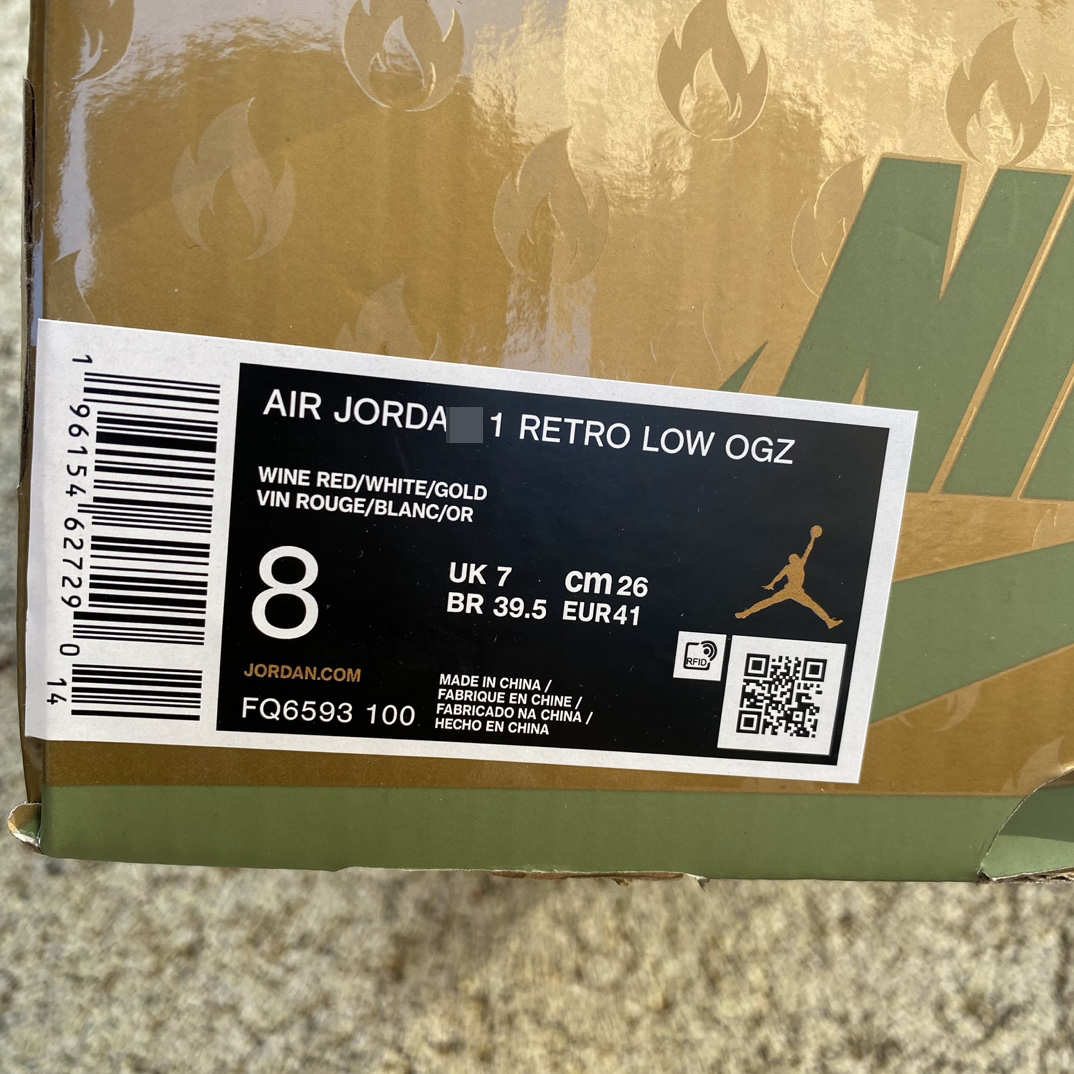 AIR JORDA 1 RETRO LOW OGZ
WINE RED/WHITE/GOLD
VIN ROUGE/BLANC/OR
8
UK 7 cm 26
BR 39.5 EUR 41
RFID
JORDAN.COM
FQ6593 100
MADE IN CHINA /
FABRIQUE EN CHINE /
FABRICADO NA CHINA /
HECHO EN CHINA
1 96154 62729 0 14